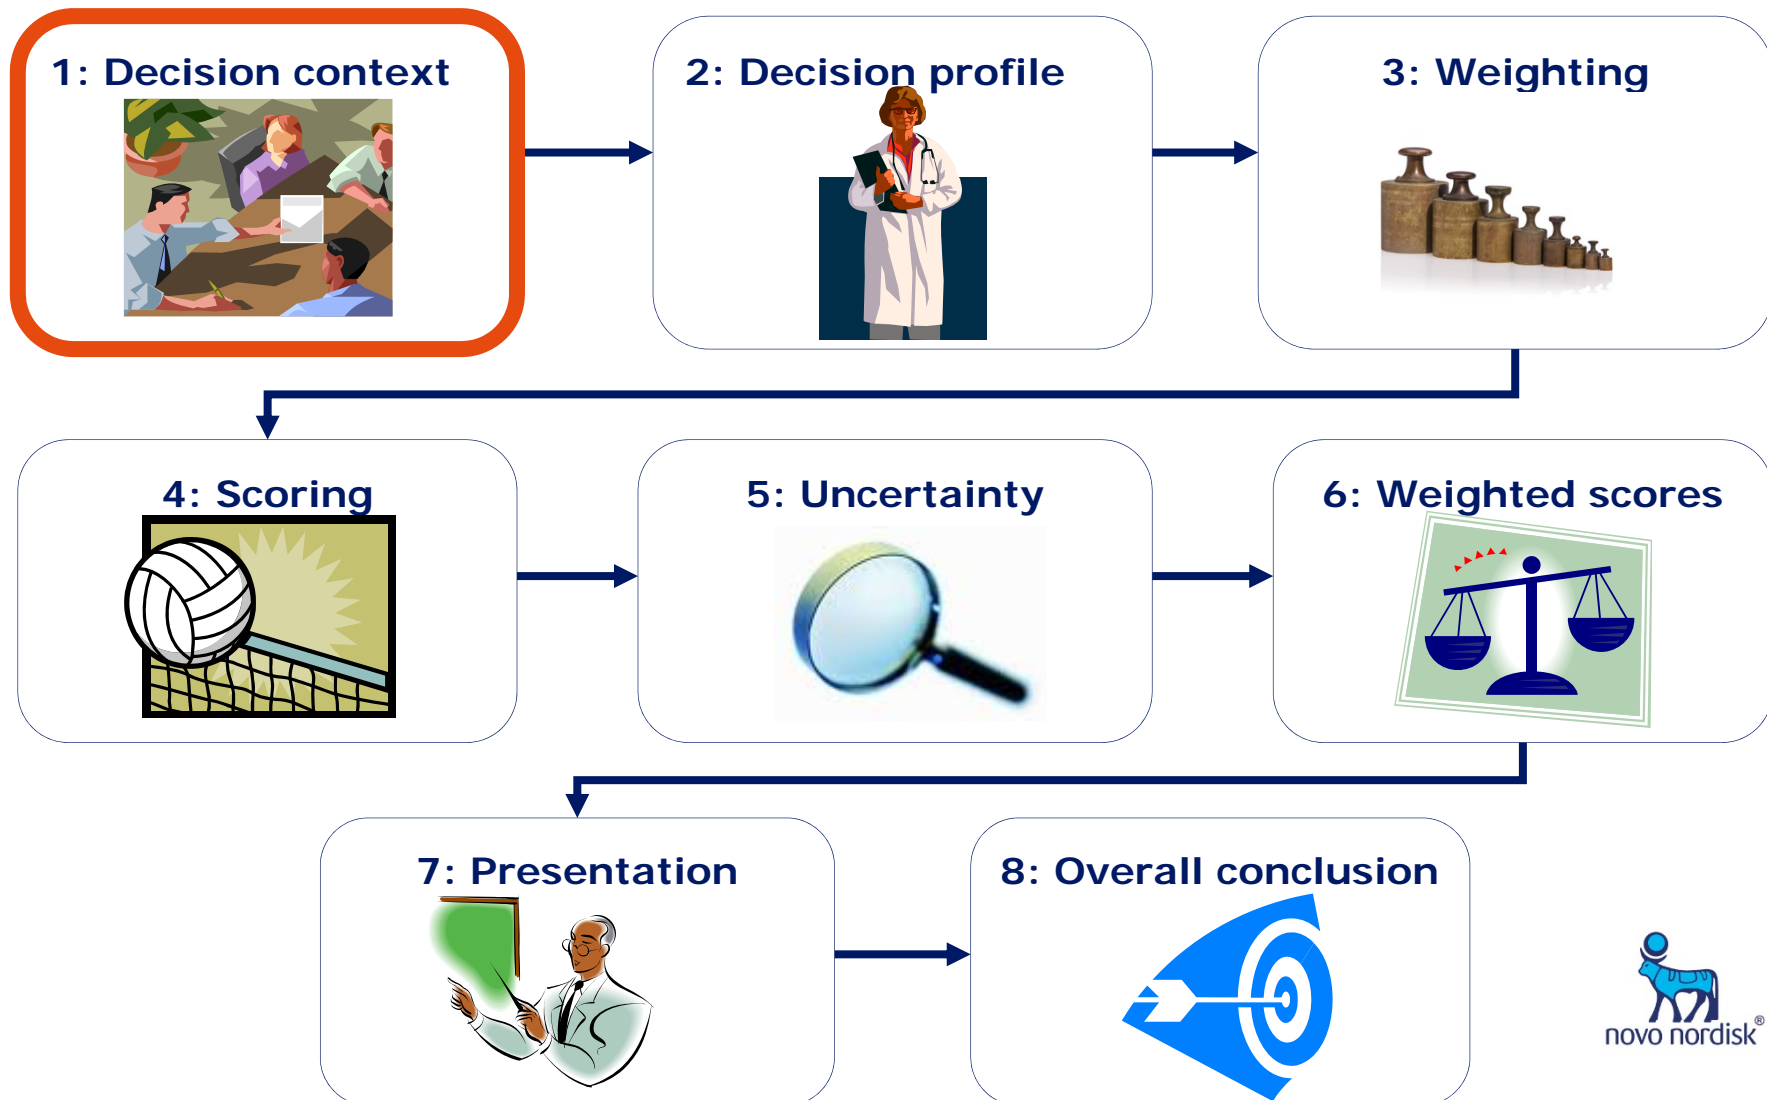 1: Decision context
2: Decision profile
3: Weighting
4: Scoring
5: Uncertainty
6: Weighted scores
7: Presentation
8: Overall conclusion
novo nordisk®